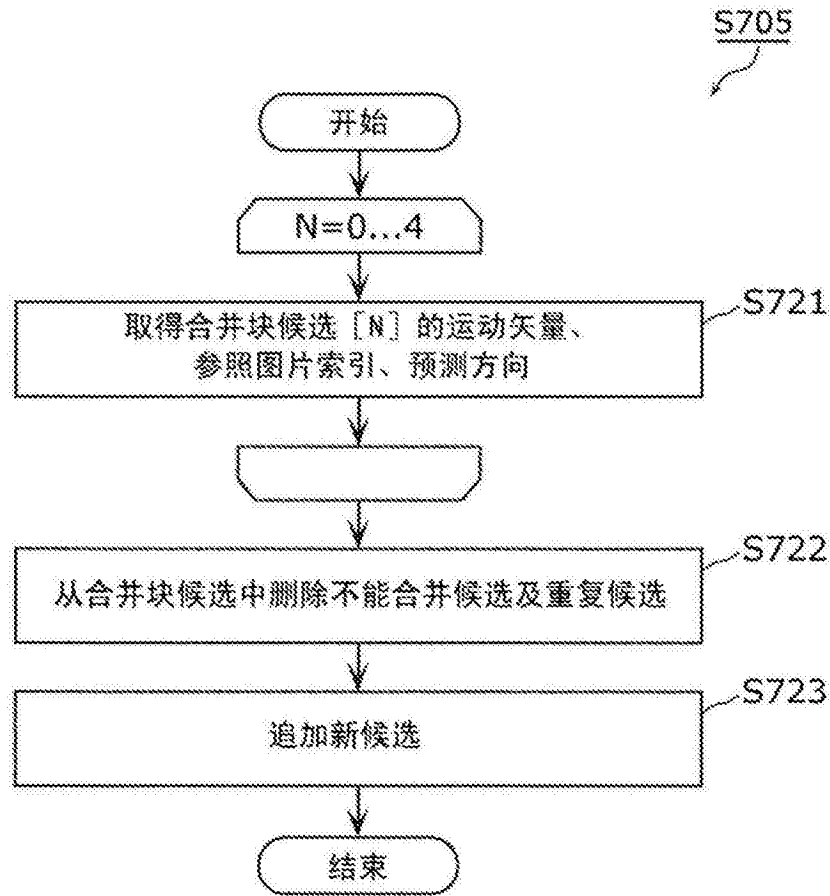 S705
开始
N=0...4
S721
取得合并块候选［N］的运动矢量、
参照图片索引、预测方向
S722
从合并块候选中删除不能合并候选及重复候选
S723
追加新候选
结束